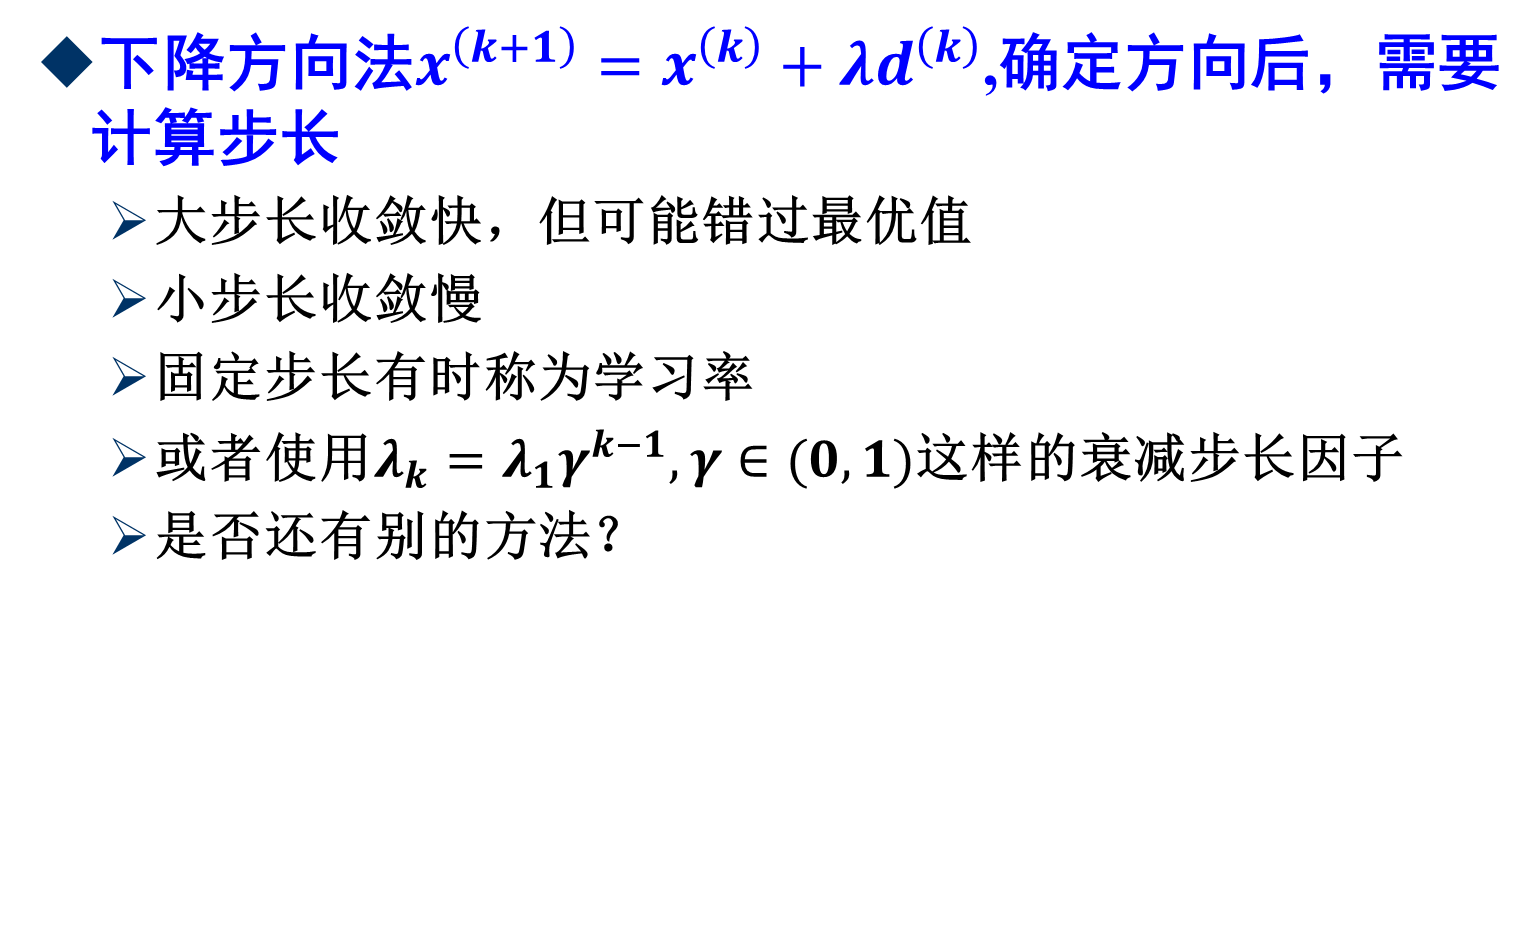 ◆下降方向法x^(k+1) = x^(k) + λd^(k),确定方向后，需要
计算步长
➢大步长收敛快，但可能错过最优值
➢小步长收敛慢
➢固定步长有时称为学习率
➢或者使用λ_k = λ_1γ^{k−1}, γ ∈ (0, 1)这样的衰减步长因子
➢是否还有别的方法？